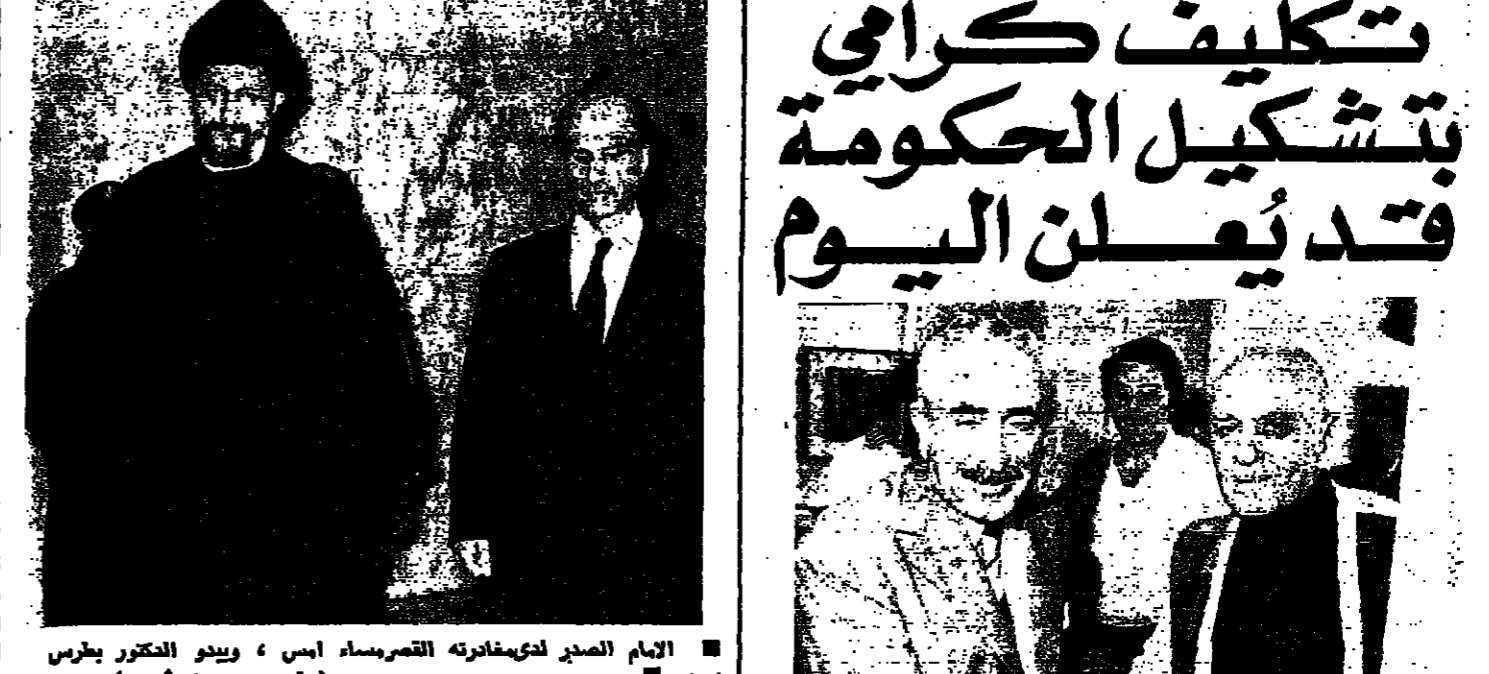 تكليف كرامي
بتشكيل الحكومة
قد يُعلن اليوم
■ الامام الصدر لدى مغادرته القصر مساء امس ، ويبدو الدكتور بطرس